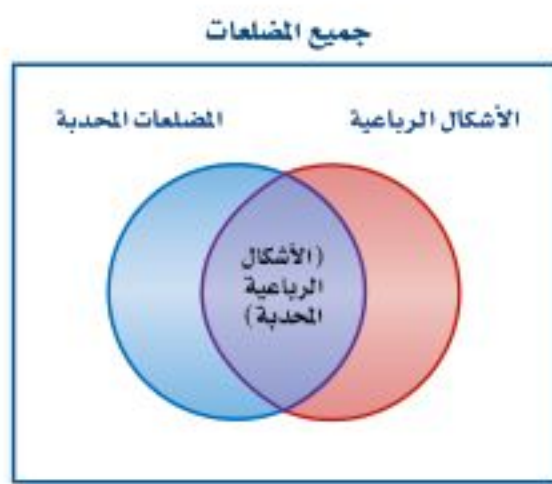 جميع المضلعات
الأشكال الرباعية
المضلعات المحدبة
(الأشكال
الرباعية
المحدبة)